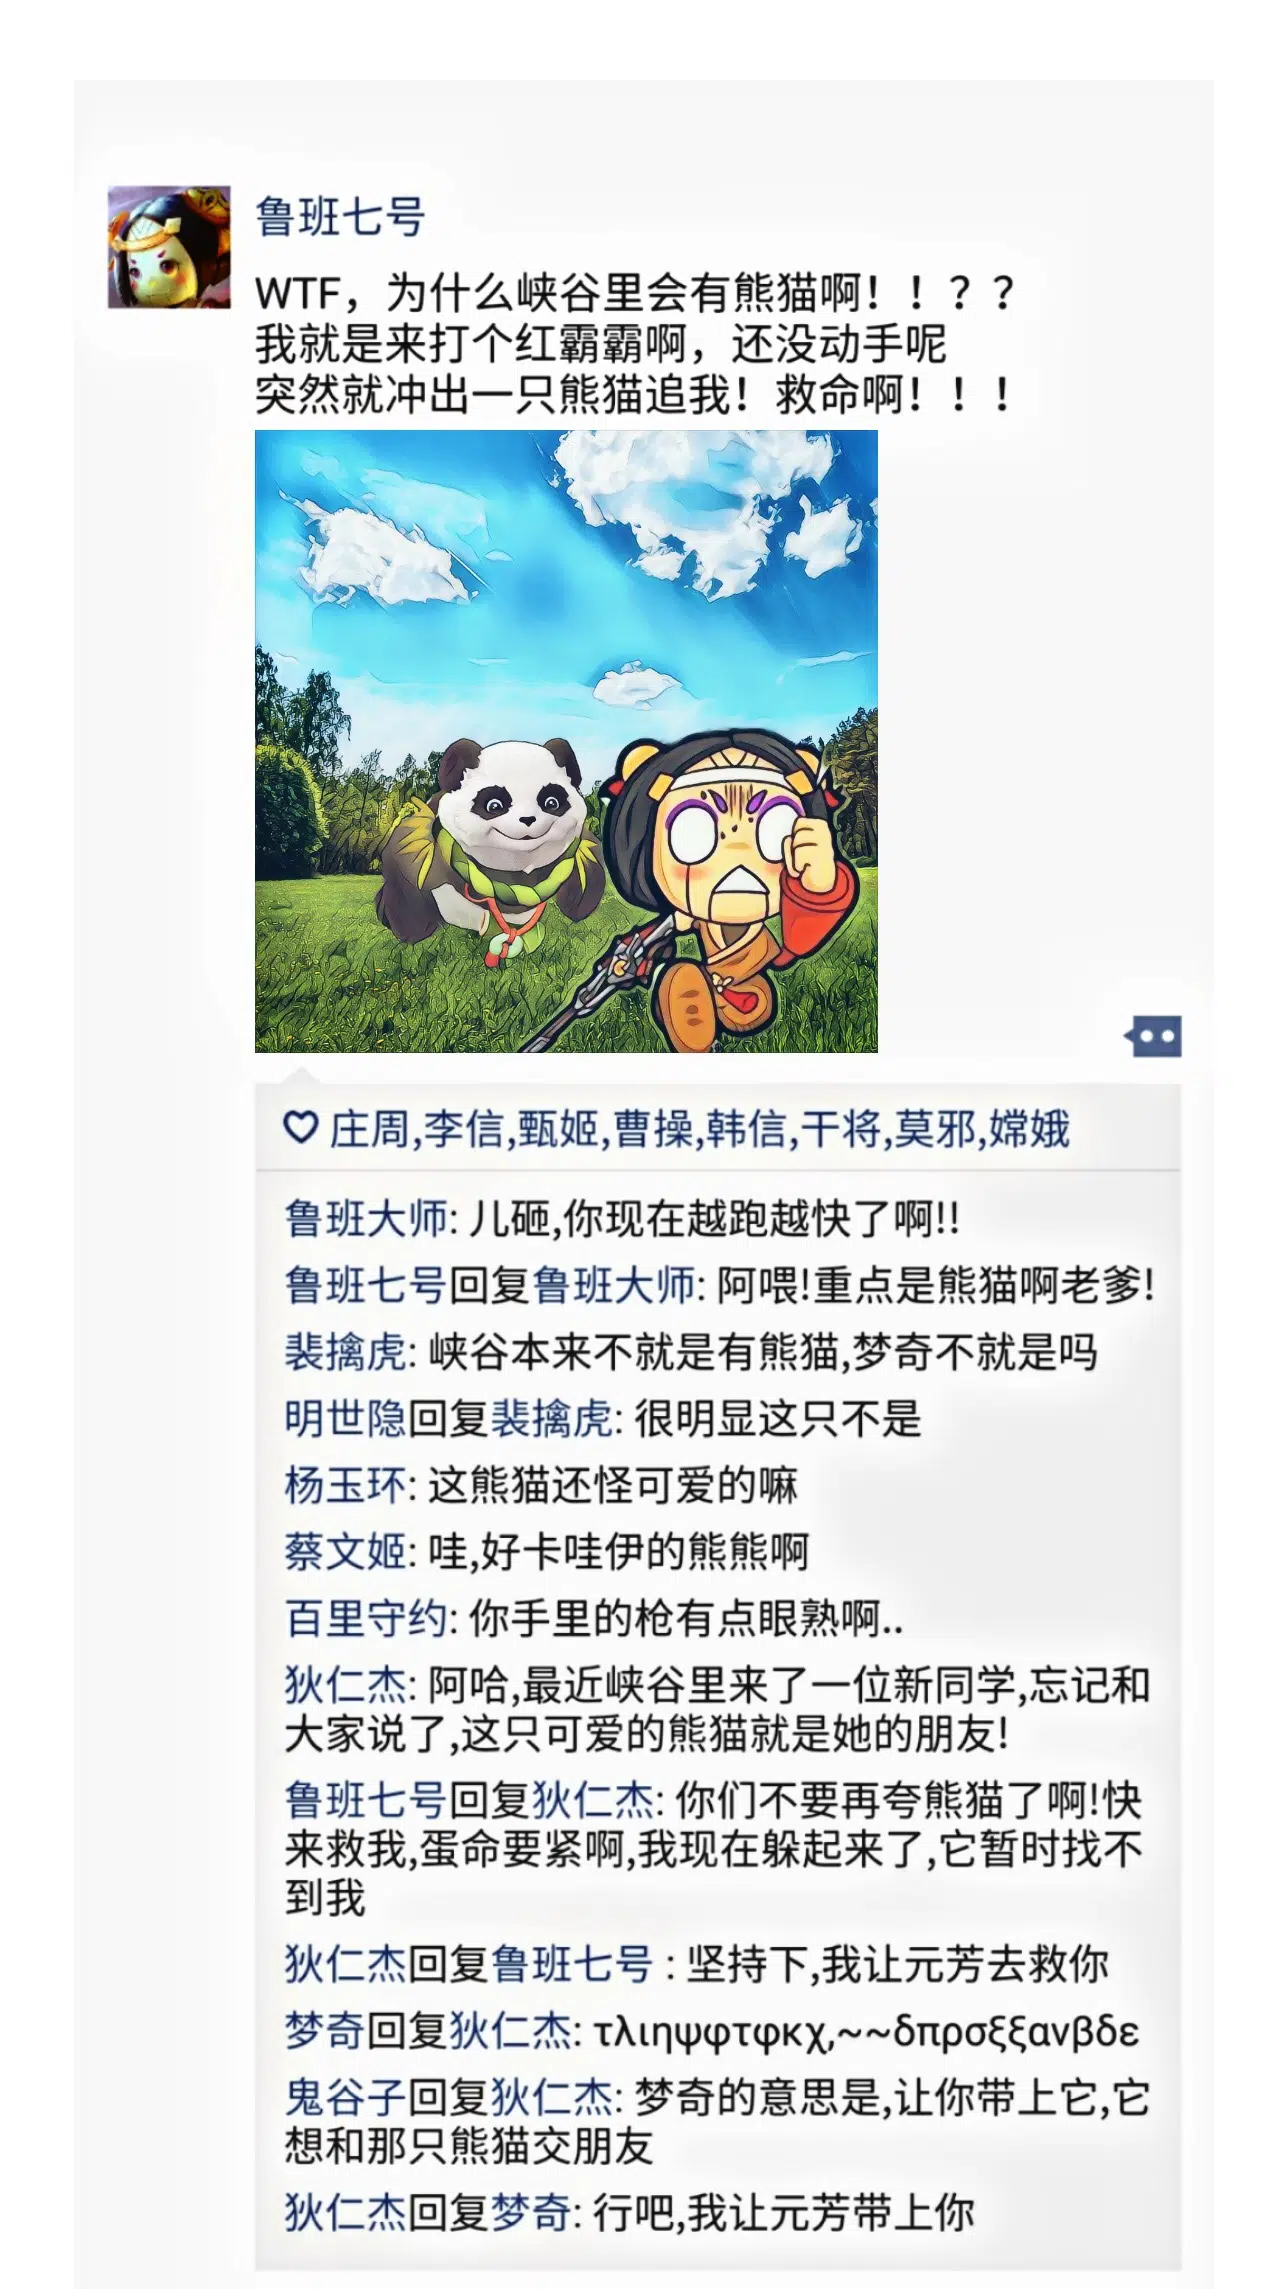 鲁班七号
WTF，为什么峡谷里会有熊猫啊！！？？
我就是来打个红霸霸啊，还没动手呢
突然就冲出一只熊猫追我！救命啊！！！
庄周,李信,甄姬,曹操,韩信,干将,莫邪,嫦娥
鲁班大师: 儿砸,你现在越跑越快了啊!!
鲁班七号回复鲁班大师: 阿喂!重点是熊猫啊老爹!
裴擒虎: 峡谷本来不就是有熊猫,梦奇不就是吗
明世隐回复裴擒虎: 很明显这只不是
杨玉环: 这熊猫还怪可爱的嘛
蔡文姬: 哇,好卡哇伊的熊熊啊
百里守约: 你手里的枪有点眼熟啊..
狄仁杰: 阿哈,最近峡谷里来了一位新同学,忘记和
大家说了,这只可爱的熊猫就是她的朋友!
鲁班七号回复狄仁杰: 你们不要再夸熊猫了啊!快
来救我,蛋命要紧啊,我现在躲起来了,它暂时找不
到我
狄仁杰回复鲁班七号 : 坚持下,我让元芳去救你
梦奇回复狄仁杰: τλιηψφτφκχ,~~δπρσξξανβδε
鬼谷子回复狄仁杰: 梦奇的意思是,让你带上它,它
想和那只熊猫交朋友
狄仁杰回复梦奇: 行吧,我让元芳带上你